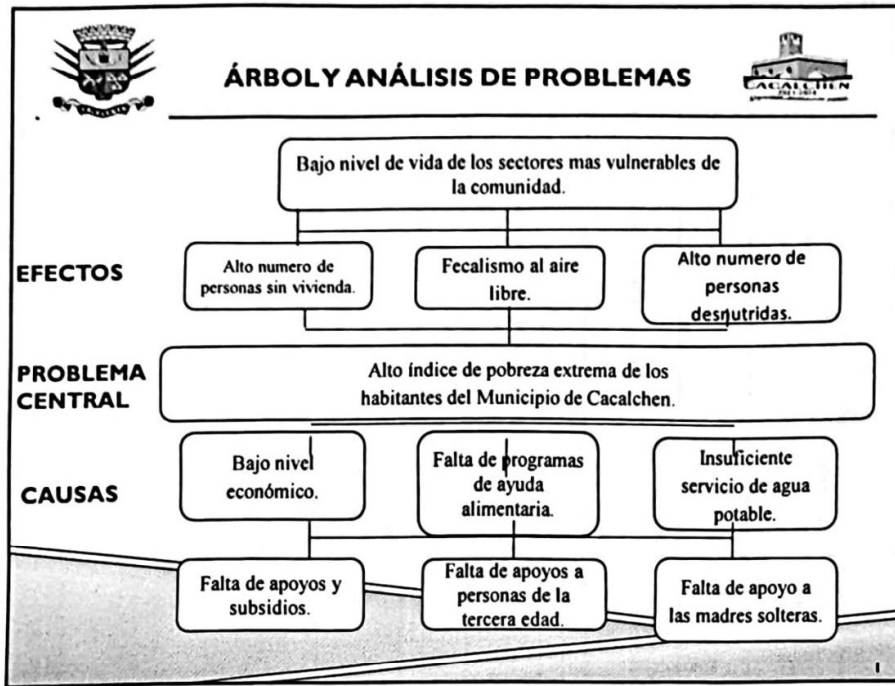 ÁRBOL Y ANÁLISIS DE PROBLEMAS
CACALCHEN
Bajo nivel de vida de los sectores mas vulnerables de
la comunidad.
EFECTOS
Alto numero de
personas sin vivienda.
Fecalismo al aire
libre.
Alto numero de
personas
desnutridas.
PROBLEMA
CENTRAL
Alto índice de pobreza extrema de los
habitantes del Municipio de Cacalchen.
CAUSAS
Bajo nivel
económico.
Falta de programas
de ayuda
alimentaria.
Insuficiente
servicio de agua
potable.
Falta de apoyos y
subsidios.
Falta de apoyos a
personas de la
tercera edad.
Falta de apoyo a
las madres solteras.
1